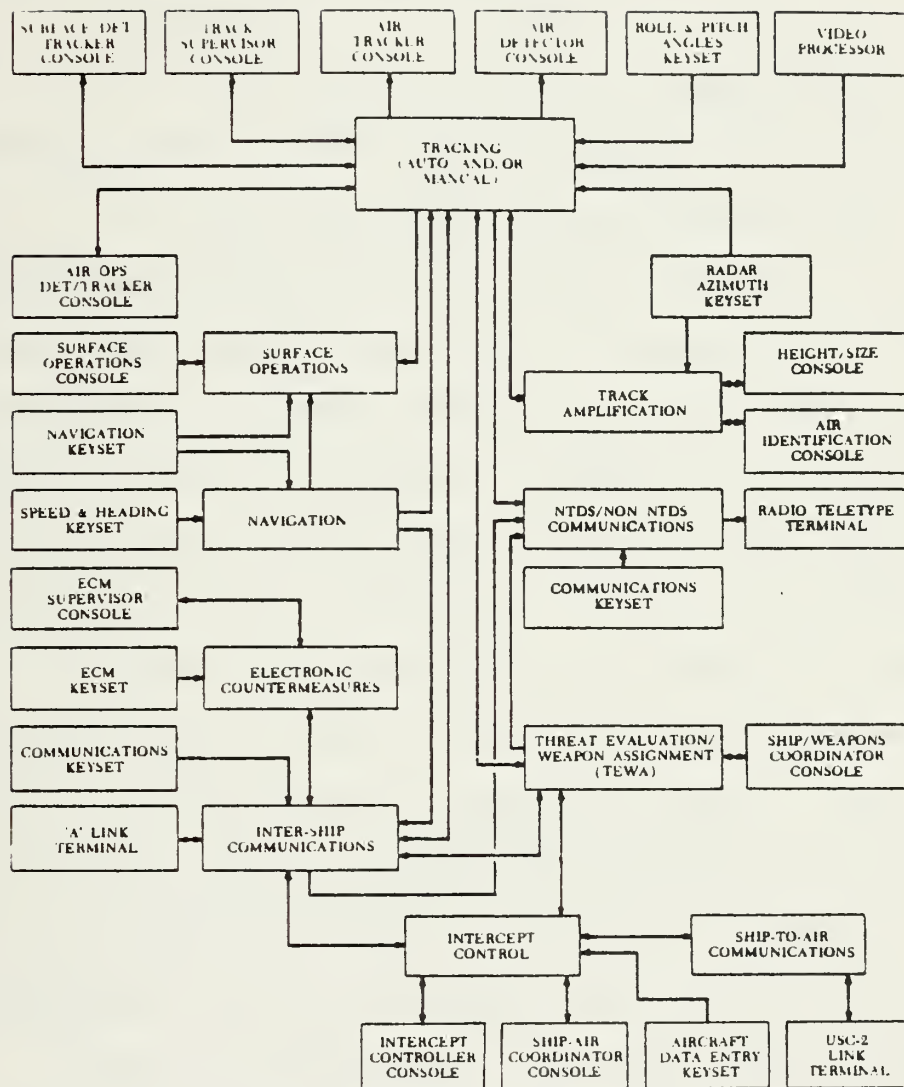 SURFACE DET
TRACKER
CONSOLE
TRACK
SUPERVISOR
CONSOLE
AIR
TRACKER
CONSOLE
AIR
DETECTOR
CONSOLE
ROLL & PITCH
ANGLES
KEYSET
VIDEO
PROCESSOR
TRACKING
(AUTO AND/OR
MANUAL)
AIR OPS
DET/TRACKER
CONSOLE
RADAR
AZIMUTH
KEYSET
SURFACE
OPERATIONS
CONSOLE
SURFACE
OPERATIONS
HEIGHT/SIZE
CONSOLE
TRACK
AMPLIFICATION
NAVIGATION
KEYSET
AIR
IDENTIFICATION
CONSOLE
SPEED & HEADING
KEYSET
NAVIGATION
NTDS/NON NTDS
COMMUNICATIONS
RADIO TELETYPE
TERMINAL
ECM
SUPERVISOR
CONSOLE
COMMUNICATIONS
KEYSET
ECM
KEYSET
ELECTRONIC
COUNTERMEASURES
COMMUNICATIONS
KEYSET
THREAT EVALUATION/
WEAPON ASSIGNMENT
(TEWA)
SHIP/WEAPONS
COORDINATOR
CONSOLE
'A' LINK
TERMINAL
INTER-SHIP
COMMUNICATIONS
INTERCEPT
CONTROL
SHIP-TO-AIR
COMMUNICATIONS
INTERCEPT
CONTROLLER
CONSOLE
SHIP-AIR
COORDINATOR
CONSOLE
AIRCRAFT
DATA ENTRY
KEYSET
USC-2
LINK
TERMINAL